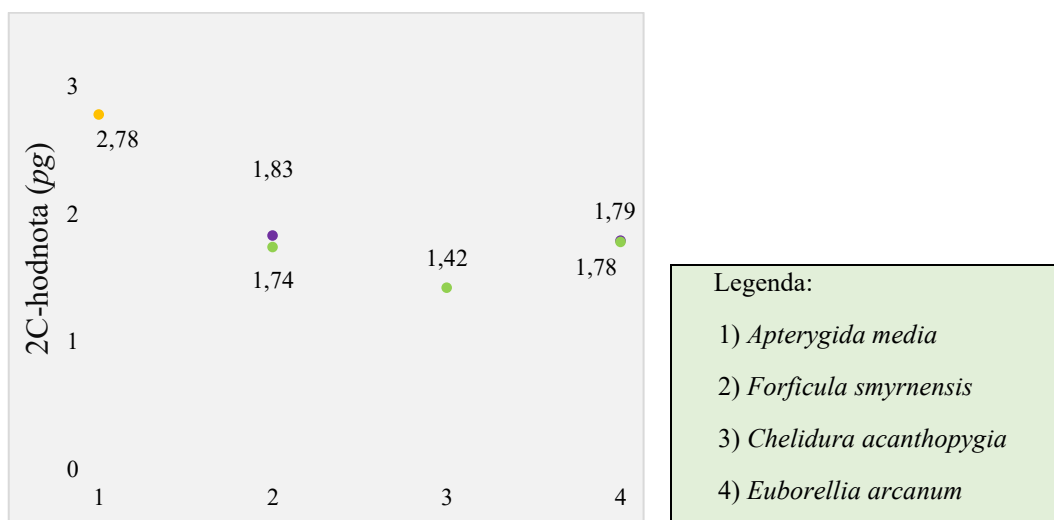 3
2,78
1,83
2
1,79
1,74
1,42
1,78
1
0
1 2 3 4
2C-hodnota (pg)
Legenda:
1) Apterygida media
2) Forficula smyrnensis
3) Chelidura acanthopygia
4) Euborellia arcanum